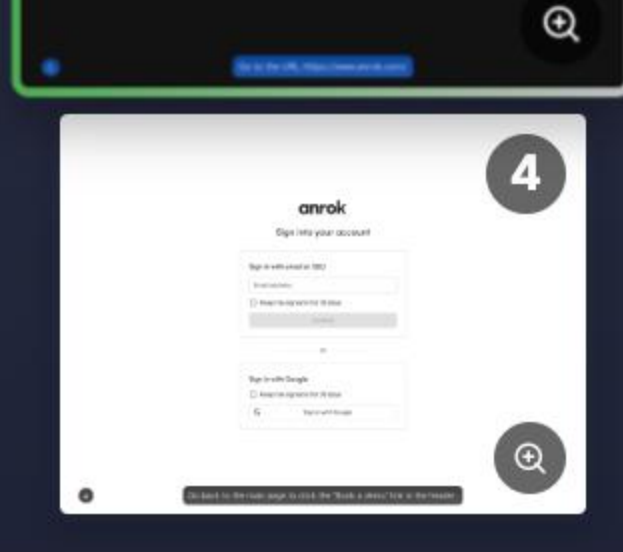 Go to the URL https://www.anrok.com/
4
anrok
Sign into your account
Sign in with email or SSO
Email address
Keep me signed in for 30 days
or
Sign in with Google
Keep me signed in for 30 days
G Sign in with Google
Go back to the main page to click the "Book a demo" link in the header